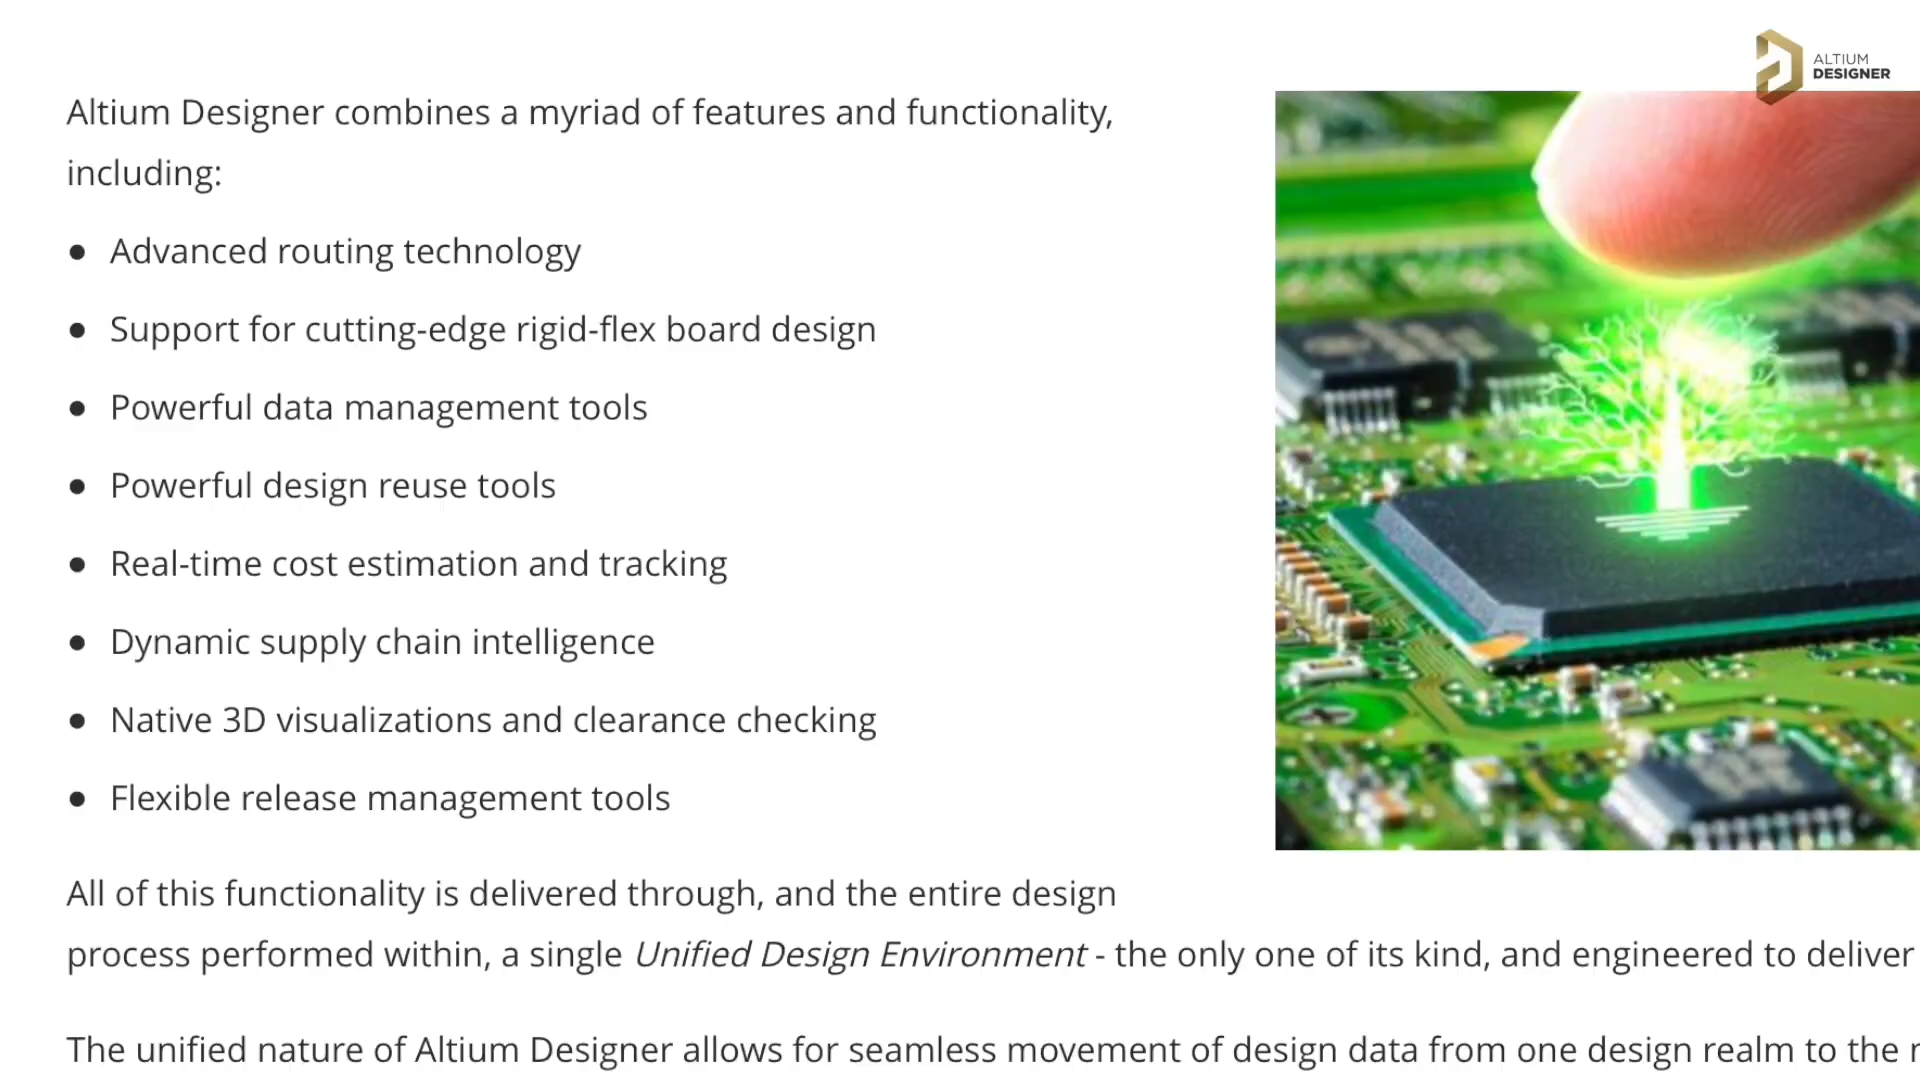 ALTIUM
DESIGNER
Altium Designer combines a myriad of features and functionality,
including:
● Advanced routing technology
● Support for cutting-edge rigid-flex board design
● Powerful data management tools
● Powerful design reuse tools
● Real-time cost estimation and tracking
● Dynamic supply chain intelligence
● Native 3D visualizations and clearance checking
● Flexible release management tools
All of this functionality is delivered through, and the entire design
process performed within, a single Unified Design Environment - the only one of its kind, and engineered to deliver
The unified nature of Altium Designer allows for seamless movement of design data from one design realm to the